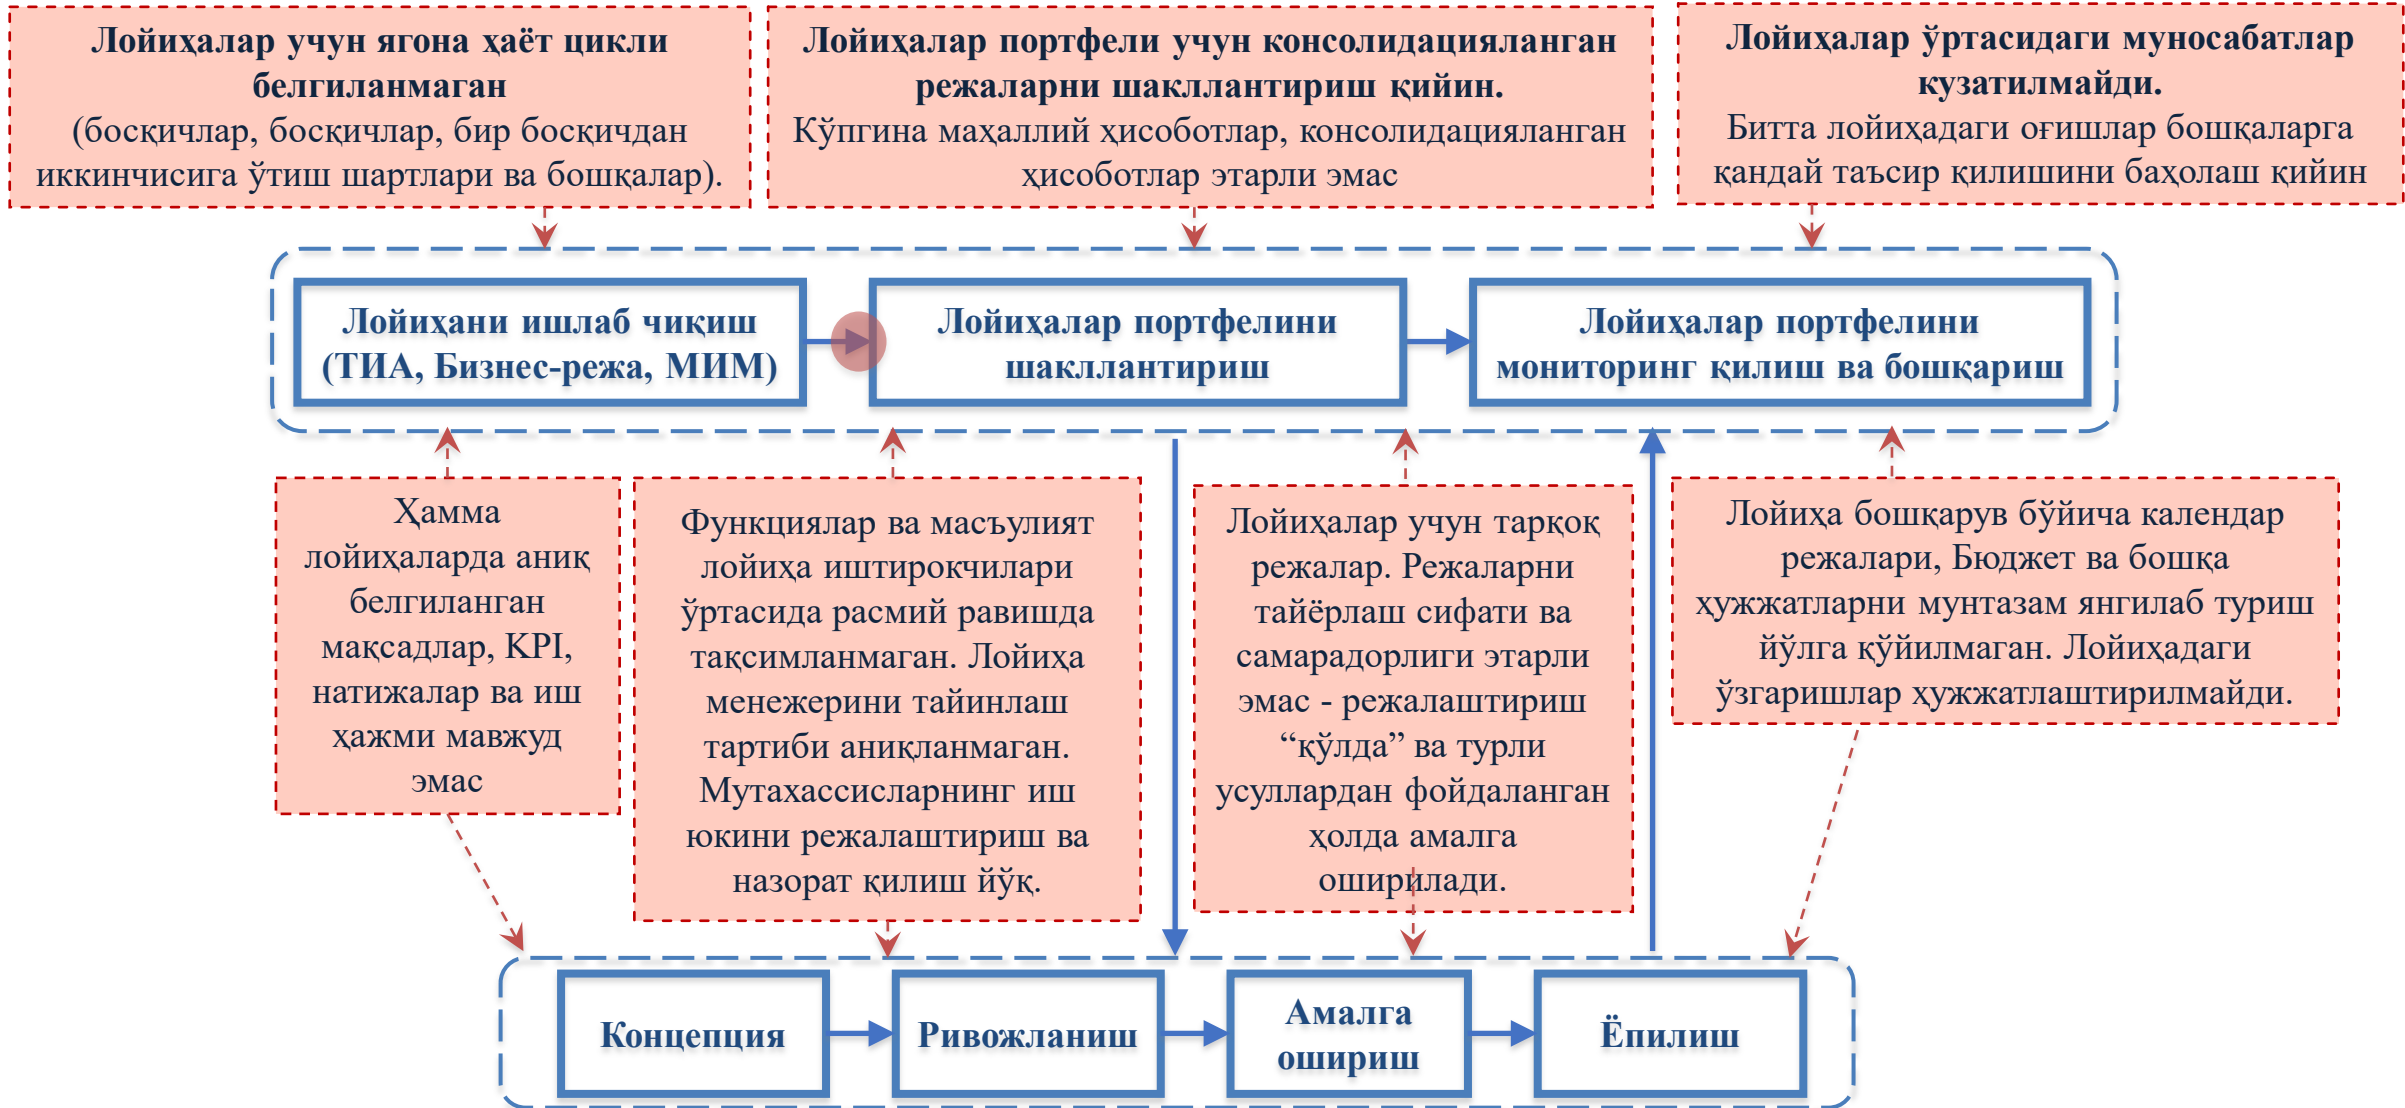 Лойиҳалар учун ягона ҳаёт цикли
белгиланмаган
(босқичлар, босқичлар, бир босқичдан
иккинчисига ўтиш шартлари ва бошқалар).
Лойиҳалар портфели учун консолидацияланган
режаларни шакллантириш қийин.
Кўпгина маҳаллий ҳисоботлар, консолидацияланган
ҳисоботлар этарли эмас
Лойиҳалар ўртасидаги муносабатлар
кузатилмайди.
Битта лойиҳадаги оғишлар бошқаларга
қандай таъсир қилишини баҳолаш қийин
Лойиҳани ишлаб чиқиш
(ТИА, Бизнес-режа, МИМ)
Лойиҳалар портфелини
шакллантириш
Лойиҳалар портфелини
мониторинг қилиш ва бошқариш
Ҳамма
лойиҳаларда аниқ
белгиланган
мақсадлар, KPI,
натижалар ва иш
ҳажми мавжуд
эмас
Функциялар ва масъулият
лойиҳа иштирокчилари
ўртасида расмий равишда
тақсимланмаган. Лойиҳа
менежерини тайинлаш
тартиби аниқланмаган.
Мутахассисларнинг иш
юкини режалаштириш ва
назорат қилиш йўқ.
Лойиҳалар учун тарқоқ
режалар. Режаларни
тайёрлаш сифати ва
самарадорлиги этарли
эмас - режалаштириш
“қўлда” ва турли
усуллардан фойдаланган
ҳолда амалга
оширилади.
Лойиҳа бошқарув бўйича календар
режалари, Бюджет ва бошқа
ҳужжатларни мунтазам янгилаб туриш
йўлга қўйилмаган. Лойиҳадаги
ўзгаришлар ҳужжатлаштирилмайди.
Концепция
Ривожланиш
Амалга
ошириш
Ёпилиш